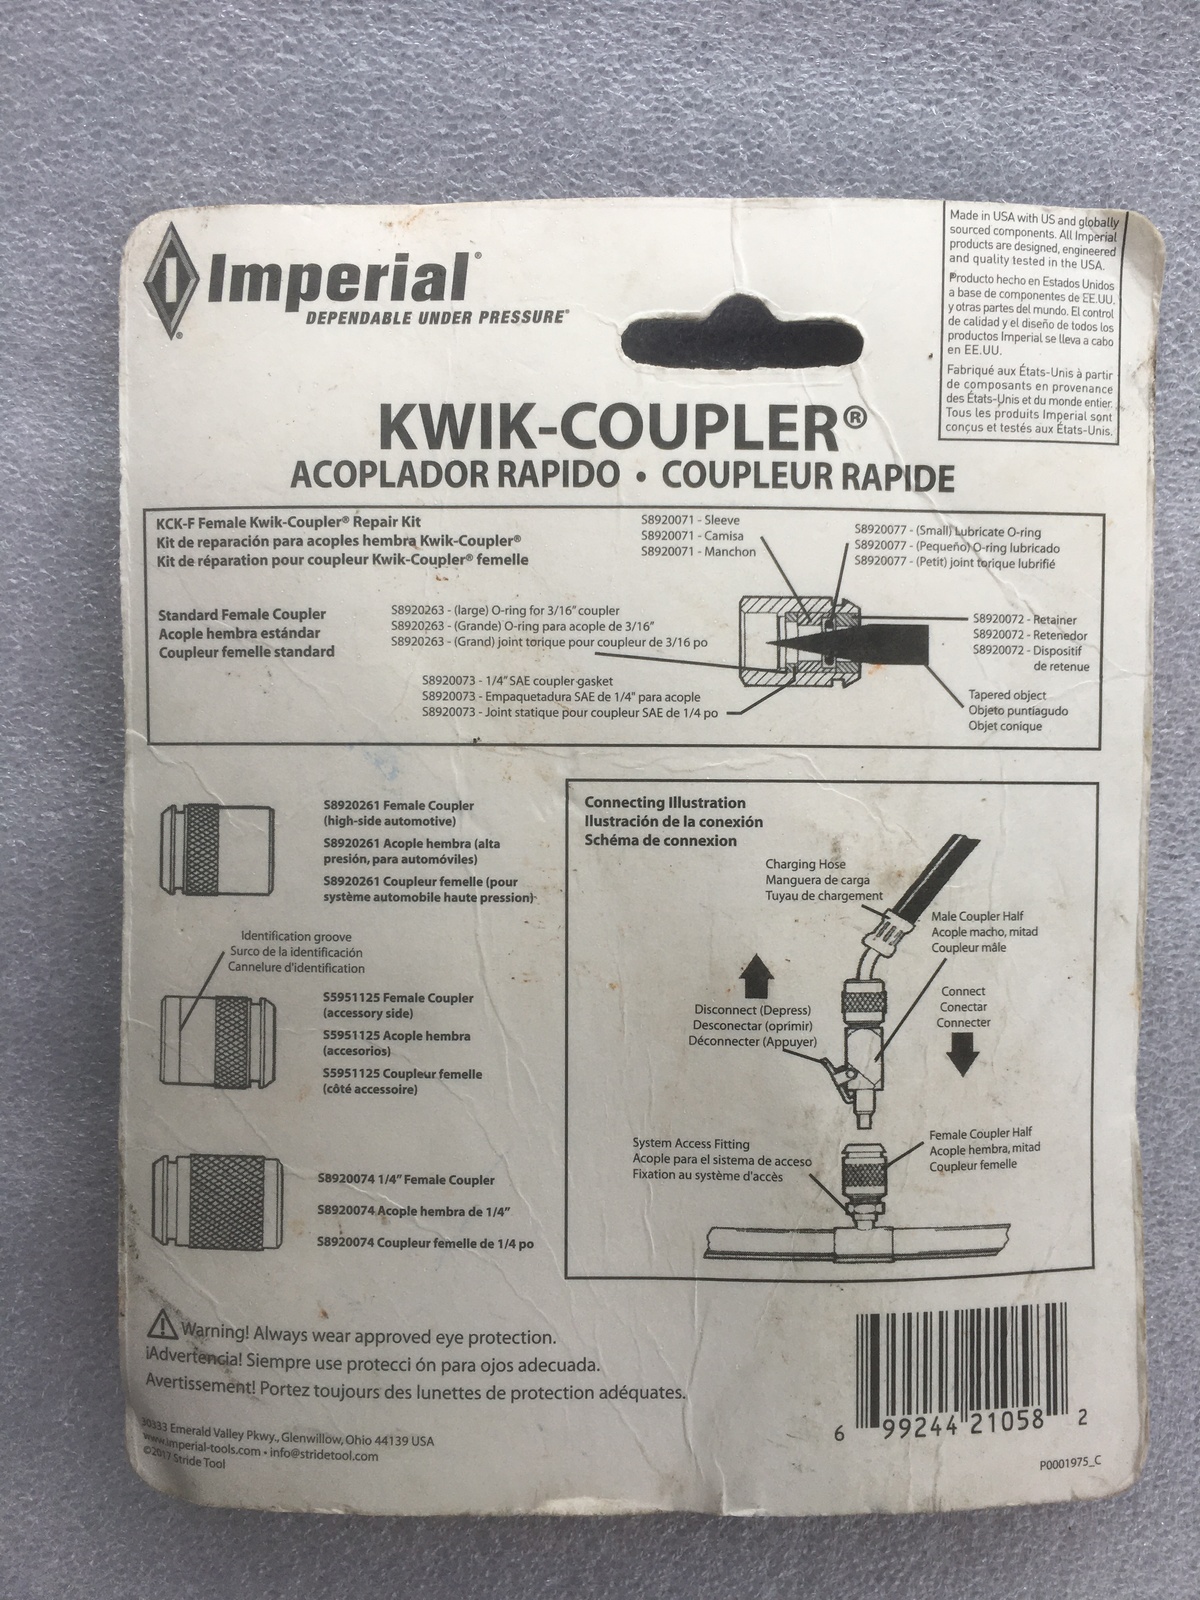 Imperial®
DEPENDABLE UNDER PRESSURE®
Made in USA with US and globally
sourced components. All Imperial
products are designed, engineered
and quality tested in the USA.
Producto hecho en Estados Unidos
a base de componentes de EE.UU.
y otras partes del mundo. El control
de calidad y el diseño de todos los
productos Imperial se lleva a cabo
en EE.UU.
Fabriqué aux États-Unis à partir
de composants en provenance
des États-Unis et du monde entier.
Tous les produits Imperial sont
conçus et testés aux États-Unis.
KWIK-COUPLER®
ACOPLADOR RAPIDO • COUPLEUR RAPIDE
KCK-F Female Kwik-Coupler® Repair Kit
Kit de reparación para acoples hembra Kwik-Coupler®
Kit de réparation pour coupleur Kwik-Coupler® femelle
S8920071 - Sleeve
S8920071 - Camisa
S8920071 - Manchon
S8920077 - (Small) Lubricate O-ring
S8920077 - (Pequeño) O-ring lubricado
S8920077 - (Petit) joint torique lubrifié
Standard Female Coupler
Acople hembra estándar
Coupleur femelle standard
S8920263 - (large) O-ring for 3/16" coupler
S8920263 - (Grande) O-ring para acople de 3/16"
S8920263 - (Grand) joint torique pour coupleur de 3/16 po
S8920072 - Retainer
S8920072 - Retenedor
S8920072 - Dispositif
de retenue
S8920073 - 1/4" SAE coupler gasket
S8920073 - Empaquetadura SAE de 1/4" para acople
S8920073 - Joint statique pour coupleur SAE de 1/4 po
Tapered object
Objeto puntiagudo
Objet conique
S8920261 Female Coupler
(high-side automotive)
S8920261 Acople hembra (alta
presión, para automóviles)
S8920261 Coupleur femelle (pour
système automobile haute pression)
Identification groove
Surco de la identificación
Cannelure d'identification
S5951125 Female Coupler
(accessory side)
S5951125 Acople hembra
(accesorios)
S5951125 Coupleur femelle
(côté accessoire)
S8920074 1/4" Female Coupler
S8920074 Acople hembra de 1/4"
S8920074 Coupleur femelle de 1/4 po
Connecting Illustration
Ilustración de la conexión
Schéma de connexion
Charging Hose
Manguera de carga
Tuyau de chargement
Male Coupler Half
Acople macho, mitad
Coupleur mâle
Disconnect (Depress)
Desconectar (oprimir)
Déconnecter (Appuyer)
Connect
Conectar
Connecter
System Access Fitting
Acople para el sistema de acceso
Fixation au système d'accès
Female Coupler Half
Acople hembra, mitad
Coupleur femelle
Warning! Always wear approved eye protection.
¡Advertencia! Siempre use protecci ón para ojos adecuada.
Avertissement! Portez toujours des lunettes de protection adéquates.
30333 Emerald Valley Pkwy., Glenwillow, Ohio 44139 USA
www.imperial-tools.com • info@stridetool.com
©2017 Stride Tool
6 99244 21058 2
P0001975_C